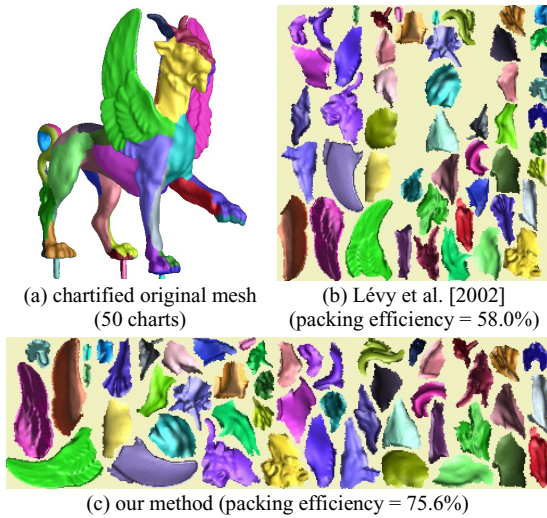 (a) chartified original mesh
(50 charts)
(b) Lévy et al. [2002]
(packing efficiency = 58.0%)
(c) our method (packing efficiency = 75.6%)